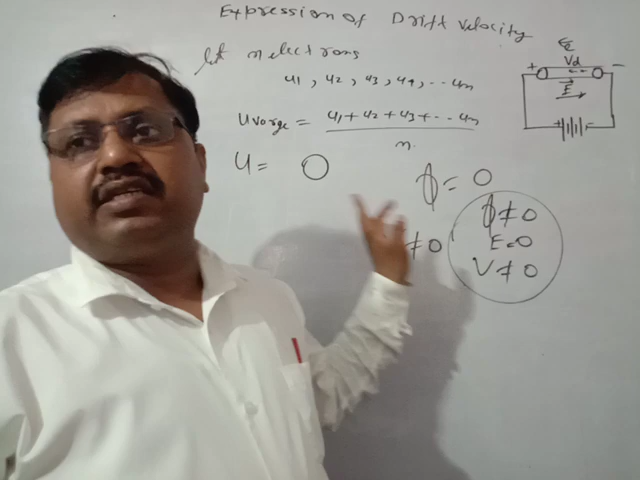 Expression of Drift Velocity
let n electrons
u1, u2, u3, u4, .. un
uvorge = u1 + u2 + u3 + .. un / n
u = 0
ϕ = 0
≠ 0
ϕ ≠ 0
E = 0
V ≠ 0
Vd
+ -
E
+ -